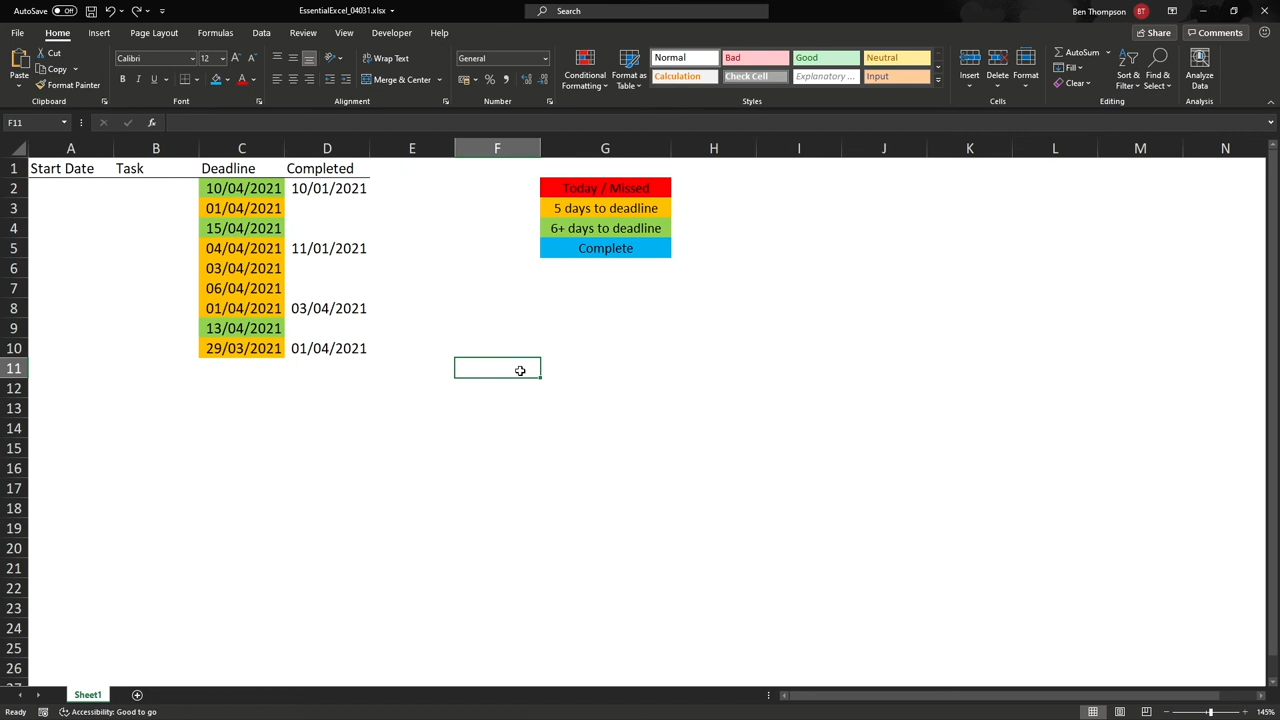 AutoSave Off EssentialExcel_04031.xlsx Search Ben Thompson BT
File Home Insert Page Layout Formulas Data Review View Developer Help Share Comments
Paste Cut Copy Format Painter
Calibri 12 Wrap Text Merge & Center
General
Conditional Formatting Format as Table
Normal Bad Good Neutral
Calculation Check Cell Explanatory ... Input
Insert Delete Format
AutoSum Fill Clear
Sort & Filter Find & Select Analyze Data
Clipboard Font Alignment Number Styles Cells Editing Analysis
F11 fx
A B C D E F G H I J K L M N
1 Start Date Task Deadline Completed
2 10/04/2021 10/01/2021 Today / Missed
3 01/04/2021 5 days to deadline
4 15/04/2021 6+ days to deadline
5 04/04/2021 11/01/2021 Complete
6 03/04/2021
7 06/04/2021
8 01/04/2021 03/04/2021
9 13/04/2021
10 29/03/2021 01/04/2021
11
12
13
14
15
16
17
18
19
20
21
22
23
24
25
26
Sheet1
Ready Accessibility: Good to go 145%